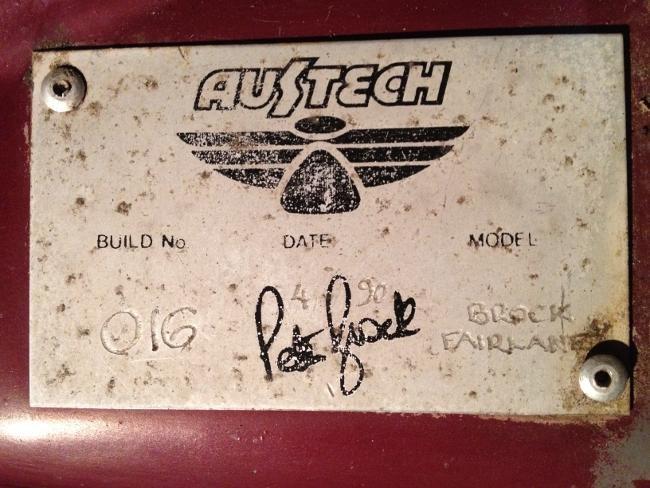 AUSTECH
BUILD No DATE MODEL
016 4 90 BROCK FAIRLANE
Peter Brock